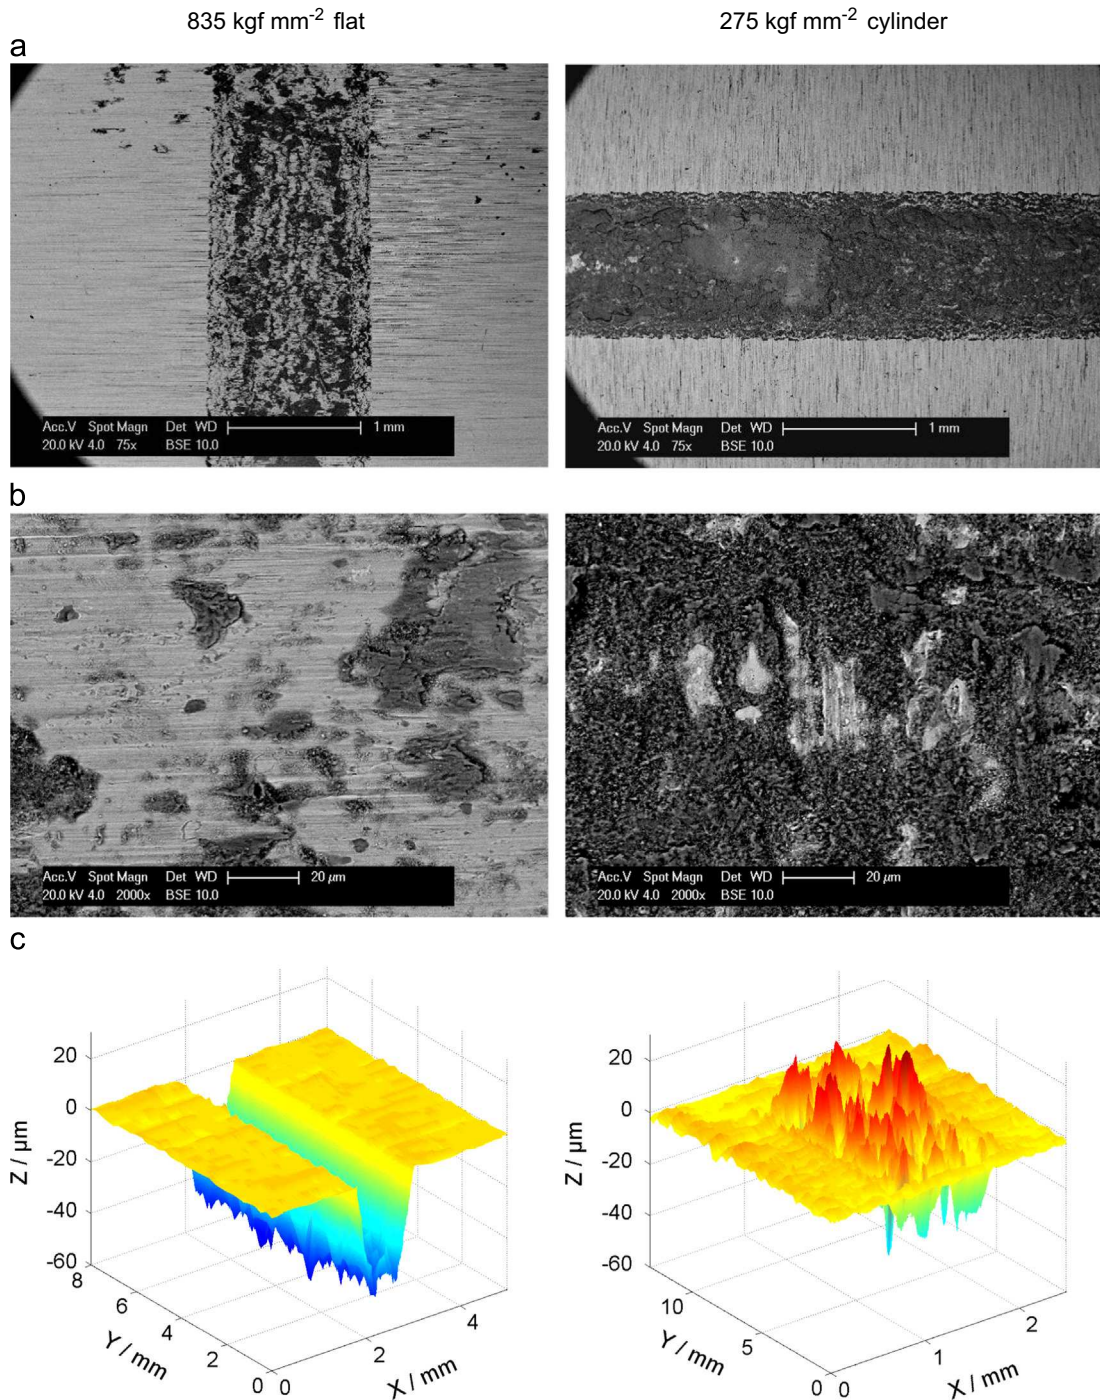 835 kgf mm-2 flat
275 kgf mm-2 cylinder
a
Acc.V Spot Magn Det WD 1 mm
20.0 kV 4.0 75x BSE 10.0
Acc.V Spot Magn Det WD 1 mm
20.0 kV 4.0 75x BSE 10.0
b
Acc.V Spot Magn Det WD 20 µm
20.0 kV 4.0 2000x BSE 10.0
Acc.V Spot Magn Det WD 20 µm
20.0 kV 4.0 2000x BSE 10.0
c
20
0
-20
-40
-60
Z / µm
8
6
4
2
0
Y / mm
0
2
4
X / mm
20
0
-20
-40
-60
Z / µm
10
5
0
Y / mm
0
1
2
X / mm